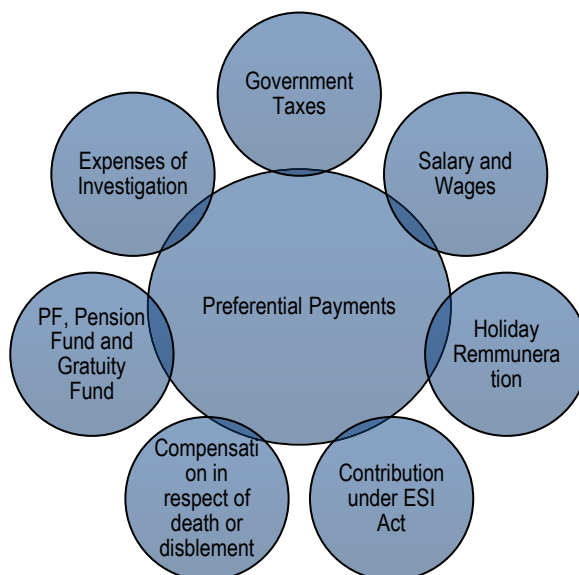 Government
Taxes
Salary and
Wages
Holiday
Remmunera
tion
Contribution
under ESI
Act
Compensati
on in
respect of
death or
disblement
PF, Pension
Fund and
Gratuity
Fund
Expenses of
Investigation
Preferential Payments